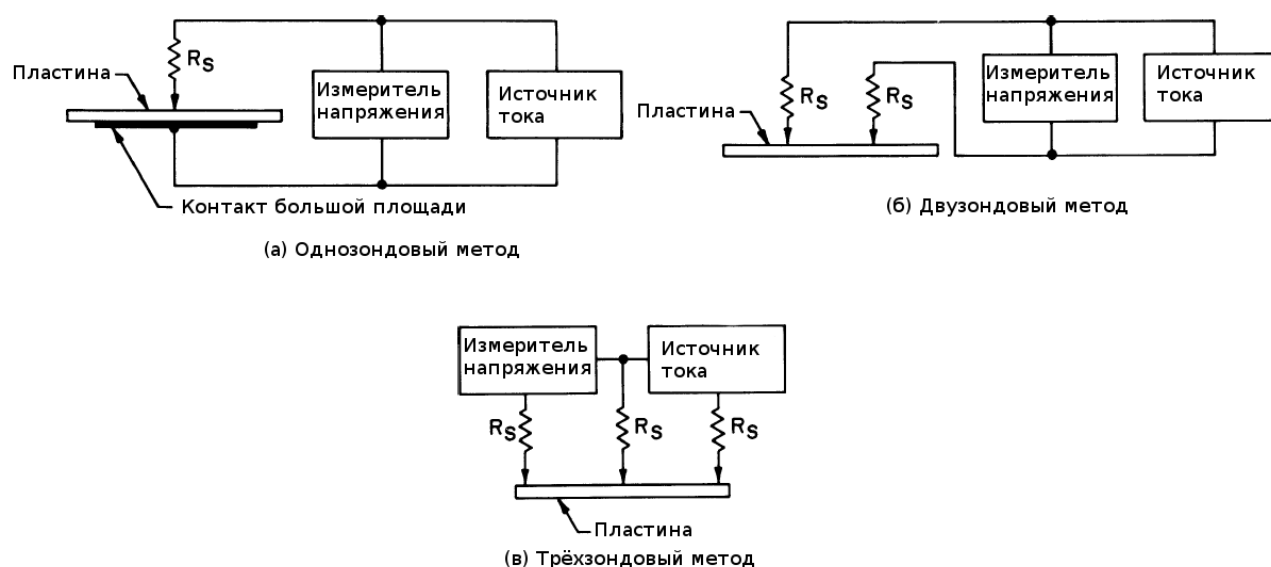 R_S
Пластина
Измеритель
напряжения
Источник
тока
Контакт большой площади
(а) Однозондовый метод
R_S
R_S
Пластина
Измеритель
напряжения
Источник
тока
(б) Двузондовый метод
Измеритель
напряжения
Источник
тока
R_S
R_S
R_S
Пластина
(в) Трёхзондовый метод